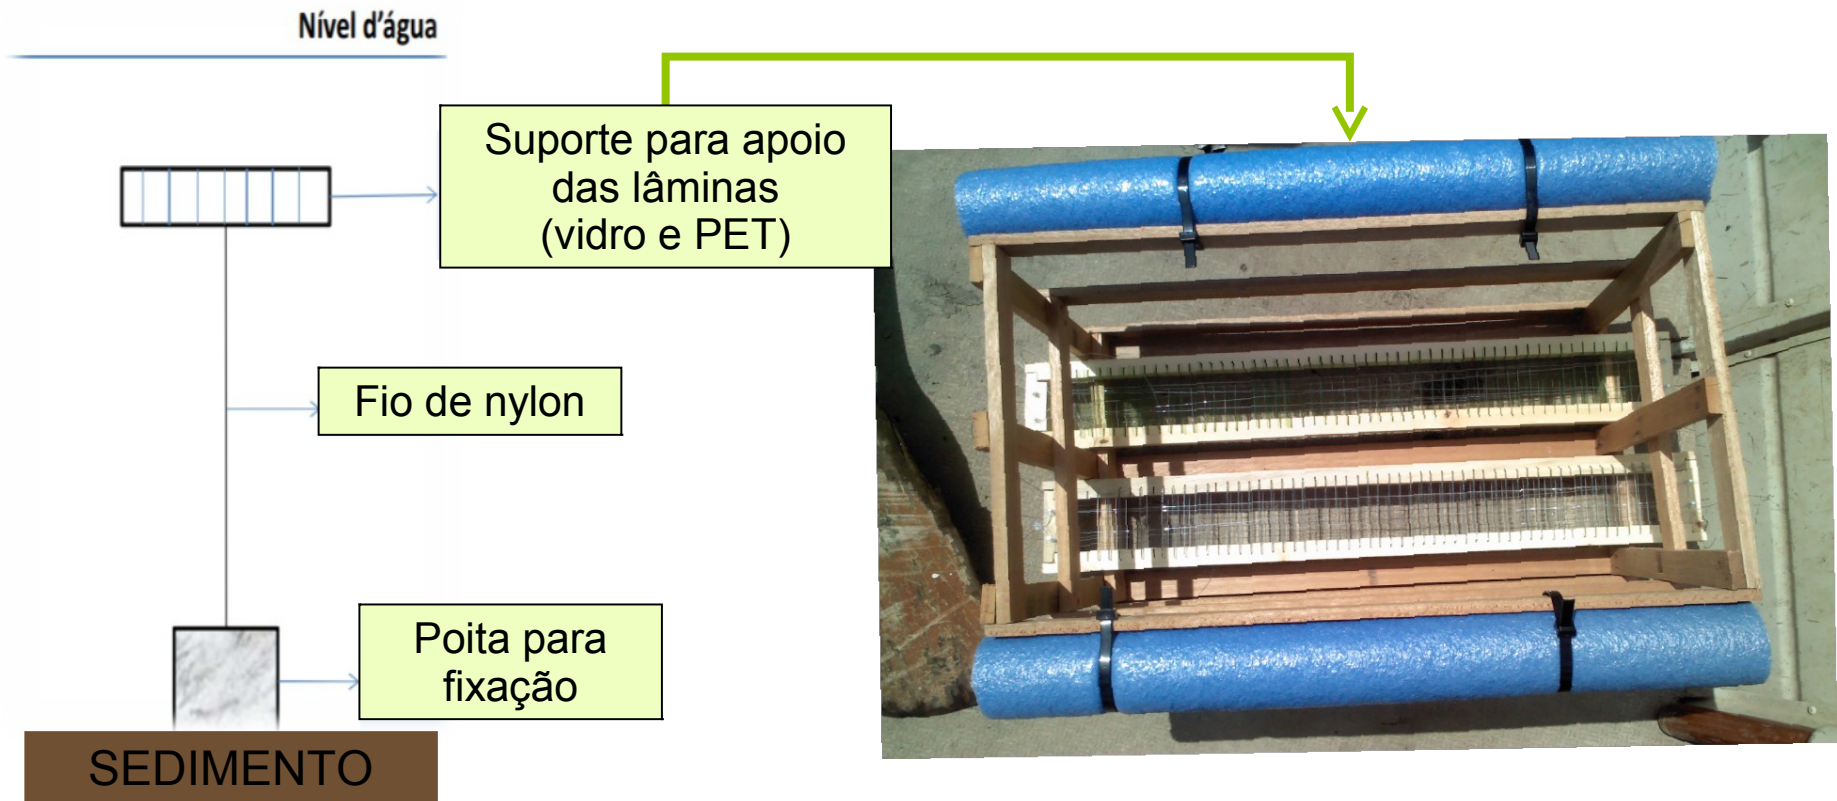 Nível d'água
Suporte para apoio
das lâminas
(vidro e PET)
Fio de nylon
Poita para
fixação
SEDIMENTO